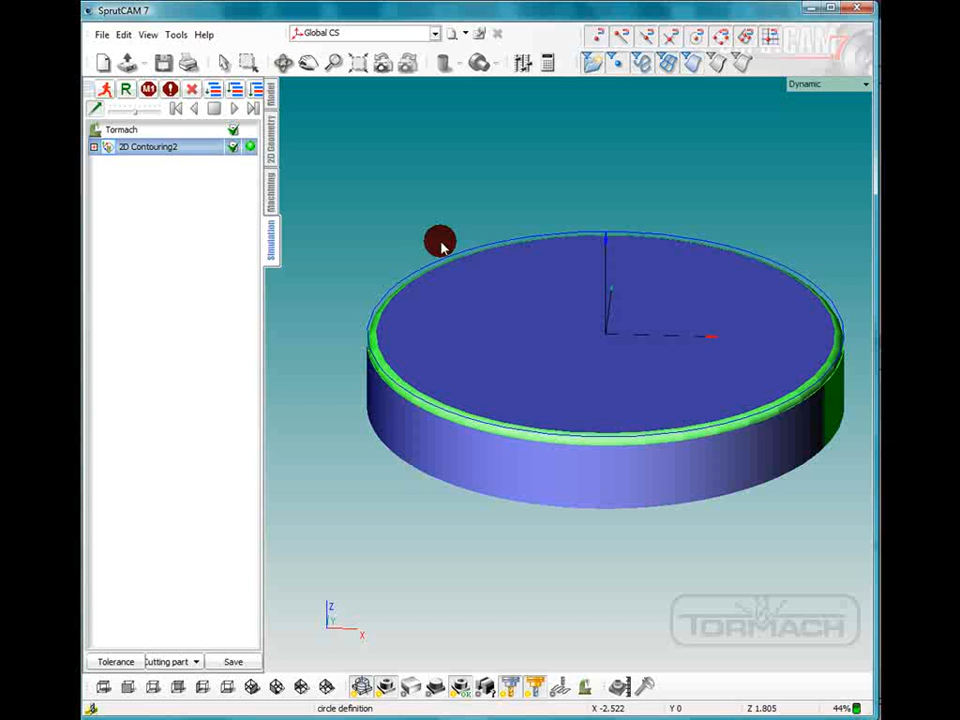 SprutCAM 7
File Edit View Tools Help
Global CS
Dynamic
Tormach
2D Contouring2
Model
2D Geometry
Machining
Simulation
Z
Y
X
TORMACH
Tolerance Cutting part Save
circle definition X -2.522 Y 0 Z 1.805 44%